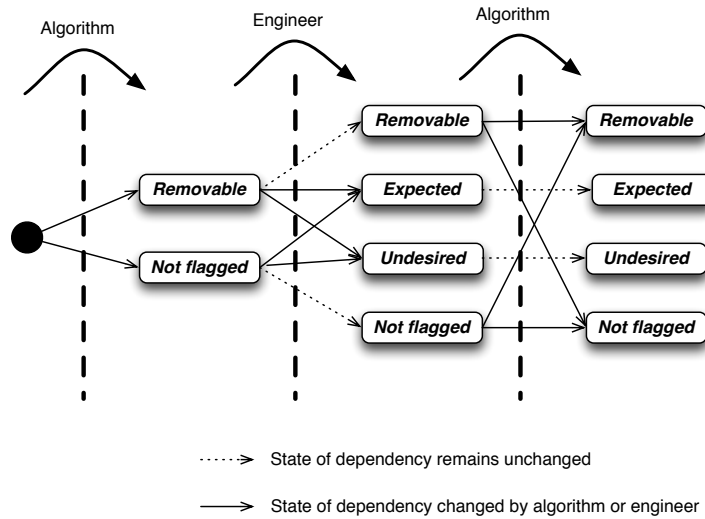 Algorithm
Engineer
Algorithm
Removable
Removable
Removable
Expected
Expected
Not flagged
Undesired
Undesired
Not flagged
Not flagged
State of dependency remains unchanged
State of dependency changed by algorithm or engineer